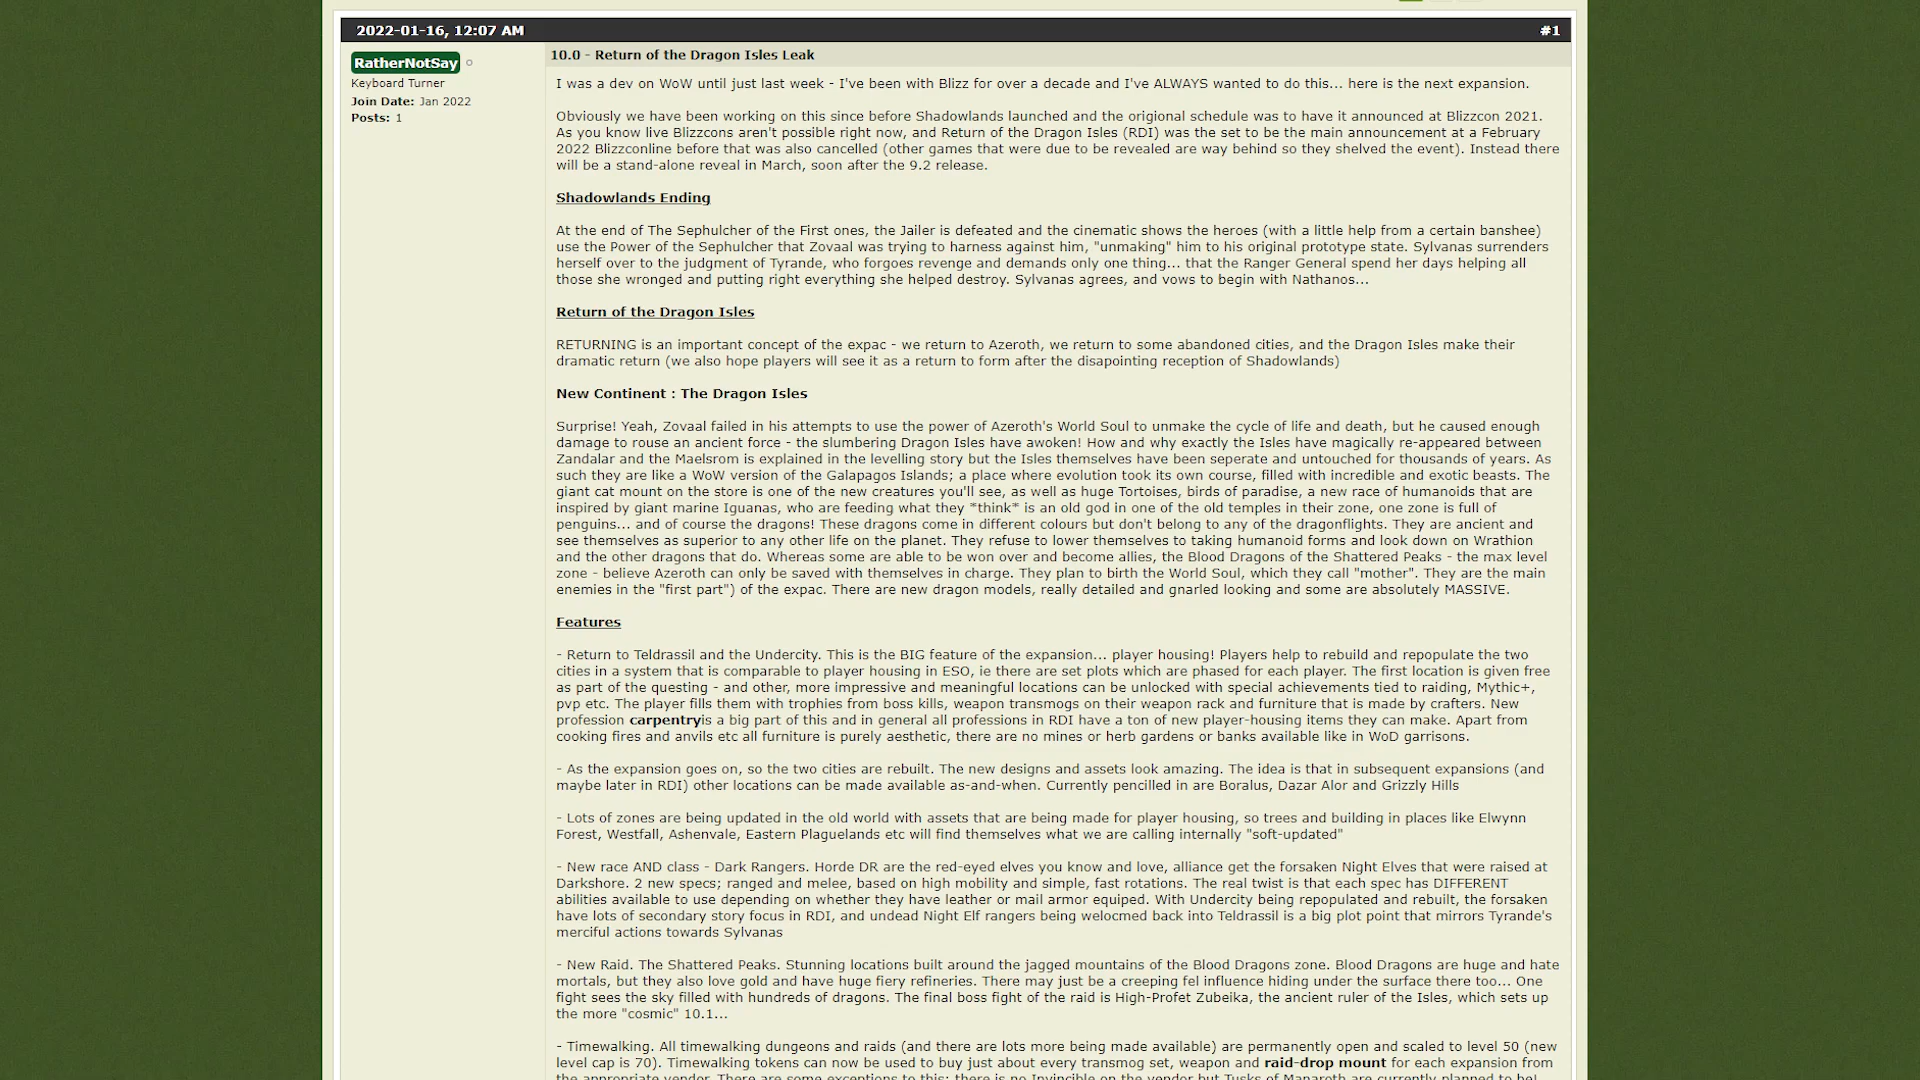 2022-01-16, 12:07 AM
#1
RatherNotSay
Keyboard Turner
Join Date: Jan 2022
Posts: 1
10.0 - Return of the Dragon Isles Leak
I was a dev on WoW until just last week - I've been with Blizz for over a decade and I've ALWAYS wanted to do this... here is the next expansion.
Obviously we have been working on this since before Shadowlands launched and the origional schedule was to have it announced at Blizzcon 2021.
As you know live Blizzcons aren't possible right now, and Return of the Dragon Isles (RDI) was the set to be the main announcement at a February
2022 Blizzconline before that was also cancelled (other games that were due to be revealed are way behind so they shelved the event). Instead there
will be a stand-alone reveal in March, soon after the 9.2 release.
Shadowlands Ending
At the end of The Sephulcher of the First ones, the Jailer is defeated and the cinematic shows the heroes (with a little help from a certain banshee)
use the Power of the Sephulcher that Zovaal was trying to harness against him, "unmaking" him to his original prototype state. Sylvanas surrenders
herself over to the judgment of Tyrande, who forgoes revenge and demands only one thing... that the Ranger General spend her days helping all
those she wronged and putting right everything she helped destroy. Sylvanas agrees, and vows to begin with Nathanos...
Return of the Dragon Isles
RETURNING is an important concept of the expac - we return to Azeroth, we return to some abandoned cities, and the Dragon Isles make their
dramatic return (we also hope players will see it as a return to form after the disapointing reception of Shadowlands)
New Continent : The Dragon Isles
Surprise! Yeah, Zovaal failed in his attempts to use the power of Azeroth's World Soul to unmake the cycle of life and death, but he caused enough
damage to rouse an ancient force - the slumbering Dragon Isles have awoken! How and why exactly the Isles have magically re-appeared between
Zandalar and the Maelsrom is explained in the levelling story but the Isles themselves have been seperate and untouched for thousands of years. As
such they are like a WoW version of the Galapagos Islands; a place where evolution took its own course, filled with incredible and exotic beasts. The
giant cat mount on the store is one of the new creatures you'll see, as well as huge Tortoises, birds of paradise, a new race of humanoids that are
inspired by giant marine Iguanas, who are feeding what they *think* is an old god in one of the old temples in their zone, one zone is full of
penguins... and of course the dragons! These dragons come in different colours but don't belong to any of the dragonflights. They are ancient and
see themselves as superior to any other life on the planet. They refuse to lower themselves to taking humanoid forms and look down on Wrathion
and the other dragons that do. Whereas some are able to be won over and become allies, the Blood Dragons of the Shattered Peaks - the max level
zone - believe Azeroth can only be saved with themselves in charge. They plan to birth the World Soul, which they call "mother". They are the main
enemies in the "first part") of the expac. There are new dragon models, really detailed and gnarled looking and some are absolutely MASSIVE.
Features
- Return to Teldrassil and the Undercity. This is the BIG feature of the expansion... player housing! Players help to rebuild and repopulate the two
cities in a system that is comparable to player housing in ESO, ie there are set plots which are phased for each player. The first location is given free
as part of the questing - and other, more impressive and meaningful locations can be unlocked with special achievements tied to raiding, Mythic+,
pvp etc. The player fills them with trophies from boss kills, weapon transmogs on their weapon rack and furniture that is made by crafters. New
profession carpentryis a big part of this and in general all professions in RDI have a ton of new player-housing items they can make. Apart from
cooking fires and anvils etc all furniture is purely aesthetic, there are no mines or herb gardens or banks available like in WoD garrisons.
- As the expansion goes on, so the two cities are rebuilt. The new designs and assets look amazing. The idea is that in subsequent expansions (and
maybe later in RDI) other locations can be made available as-and-when. Currently pencilled in are Boralus, Dazar Alor and Grizzly Hills
- Lots of zones are being updated in the old world with assets that are being made for player housing, so trees and building in places like Elwynn
Forest, Westfall, Ashenvale, Eastern Plaguelands etc will find themselves what we are calling internally "soft-updated"
- New race AND class - Dark Rangers. Horde DR are the red-eyed elves you know and love, alliance get the forsaken Night Elves that were raised at
Darkshore. 2 new specs; ranged and melee, based on high mobility and simple, fast rotations. The real twist is that each spec has DIFFERENT
abilities available to use depending on whether they have leather or mail armor equiped. With Undercity being repopulated and rebuilt, the forsaken
have lots of secondary story focus in RDI, and undead Night Elf rangers being welocmed back into Teldrassil is a big plot point that mirrors Tyrande's
merciful actions towards Sylvanas
- New Raid. The Shattered Peaks. Stunning locations built around the jagged mountains of the Blood Dragons zone. Blood Dragons are huge and hate
mortals, but they also love gold and have huge fiery refineries. There may just be a creeping fel influence hiding under the surface there too... One
fight sees the sky filled with hundreds of dragons. The final boss fight of the raid is High-Profet Zubeika, the ancient ruler of the Isles, which sets up
the more "cosmic" 10.1...
- Timewalking. All timewalking dungeons and raids (and there are lots more being made available) are permanently open and scaled to level 50 (new
level cap is 70). Timewalking tokens can now be used to buy just about every transmog set, weapon and raid-drop mount for each expansion from
the appropriate vendor. There are some exceptions to this; there is no Invincible on the vendor but Tusks of Manaroth are currently planned to be!